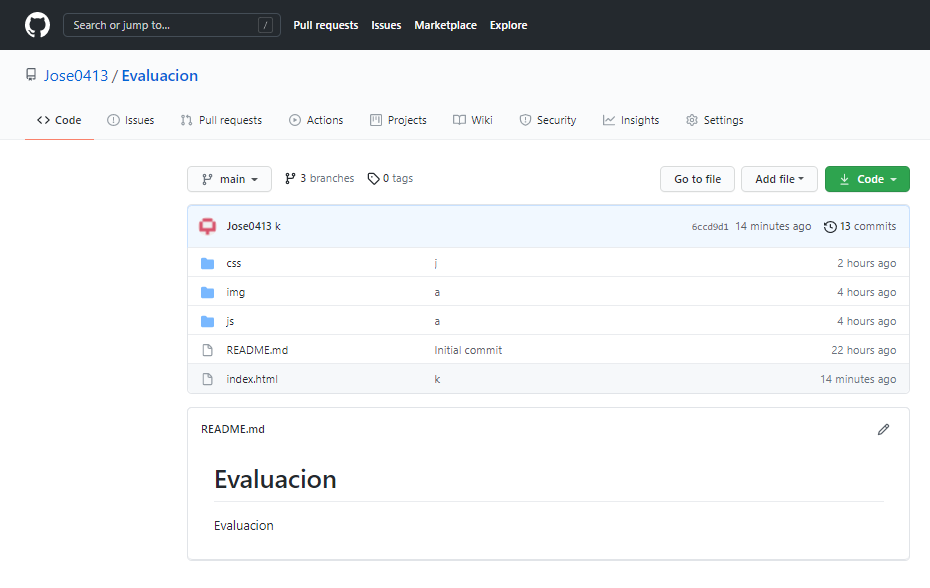 Search or jump to... / Pull requests Issues Marketplace Explore
Jose0413 / Evaluacion
<> Code Issues Pull requests Actions Projects Wiki Security Insights Settings
main 3 branches 0 tags Go to file Add file Code
Jose0413 k 6ccd9d1 14 minutes ago 13 commits
css j 2 hours ago
img a 4 hours ago
js a 4 hours ago
README.md Initial commit 22 hours ago
index.html k 14 minutes ago
README.md
Evaluacion
Evaluacion